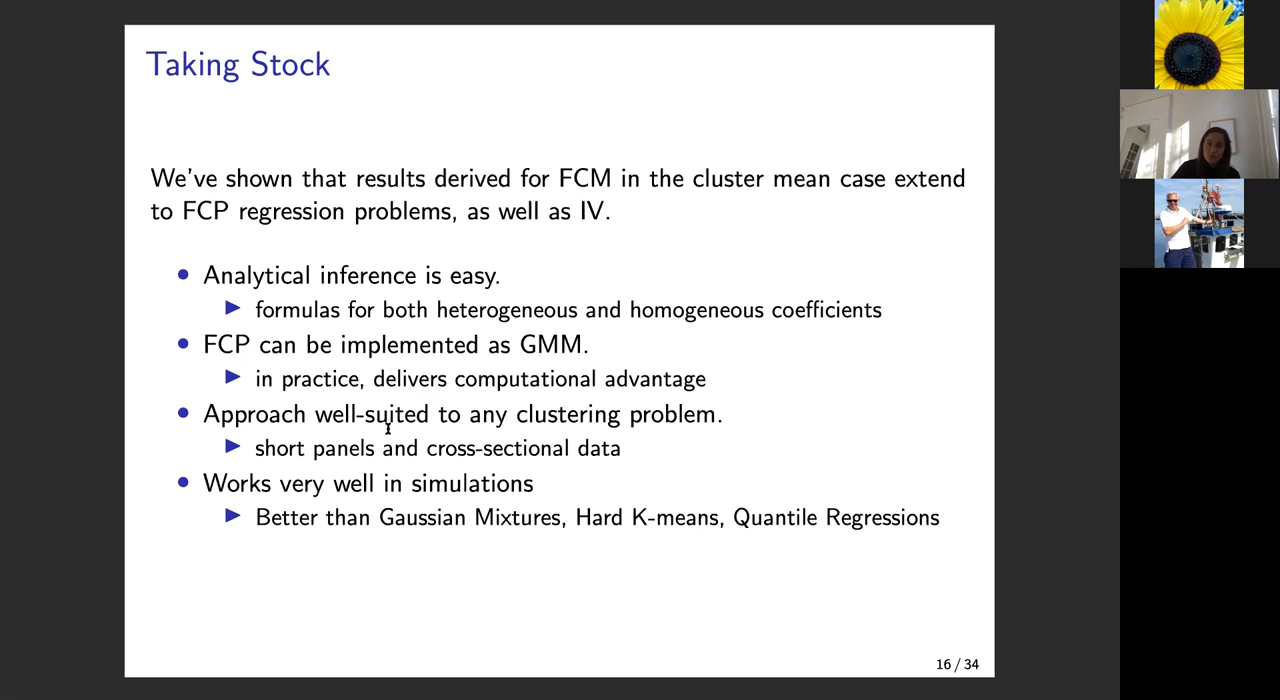 Taking Stock
We've shown that results derived for FCM in the cluster mean case extend
to FCP regression problems, as well as IV.
• Analytical inference is easy.
▶ formulas for both heterogeneous and homogeneous coefficients
• FCP can be implemented as GMM.
▶ in practice, delivers computational advantage
• Approach well-suited to any clustering problem.
▶ short panels and cross-sectional data
• Works very well in simulations
▶ Better than Gaussian Mixtures, Hard K-means, Quantile Regressions
16 / 34